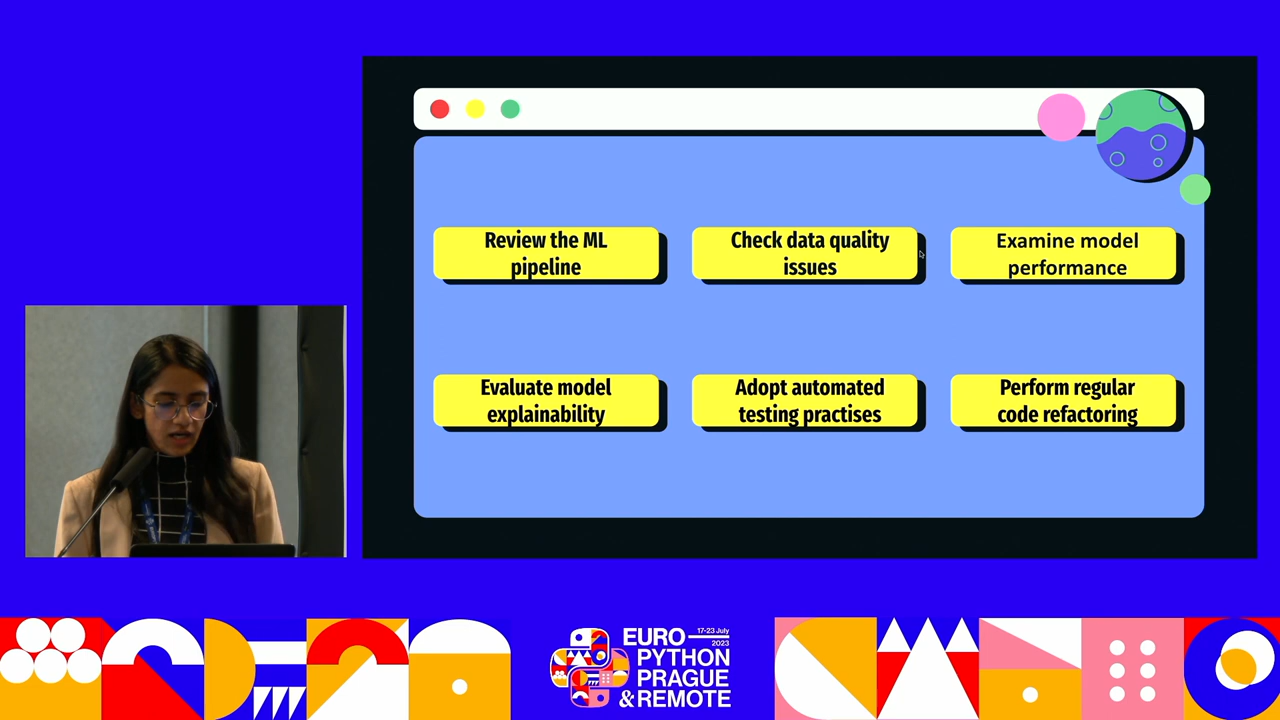 Review the ML
pipeline
Check data quality
issues
Examine model
performance
Evaluate model
explainability
Adopt automated
testing practises
Perform regular
code refactoring
EURO
17-23 July
2023
PYTHON
PRAGUE
& REMOTE